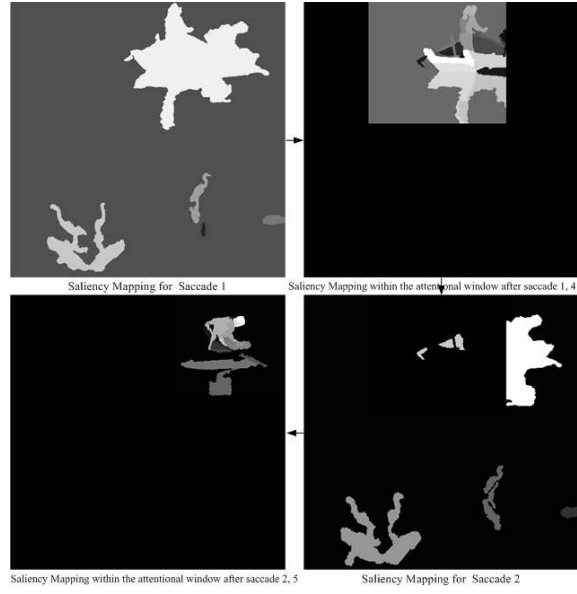 Saliency Mapping for Saccade 1
Saliency Mapping within the attentional window after saccade 1, 4
Saliency Mapping within the attentional window after saccade 2, 5
Saliency Mapping for Saccade 2